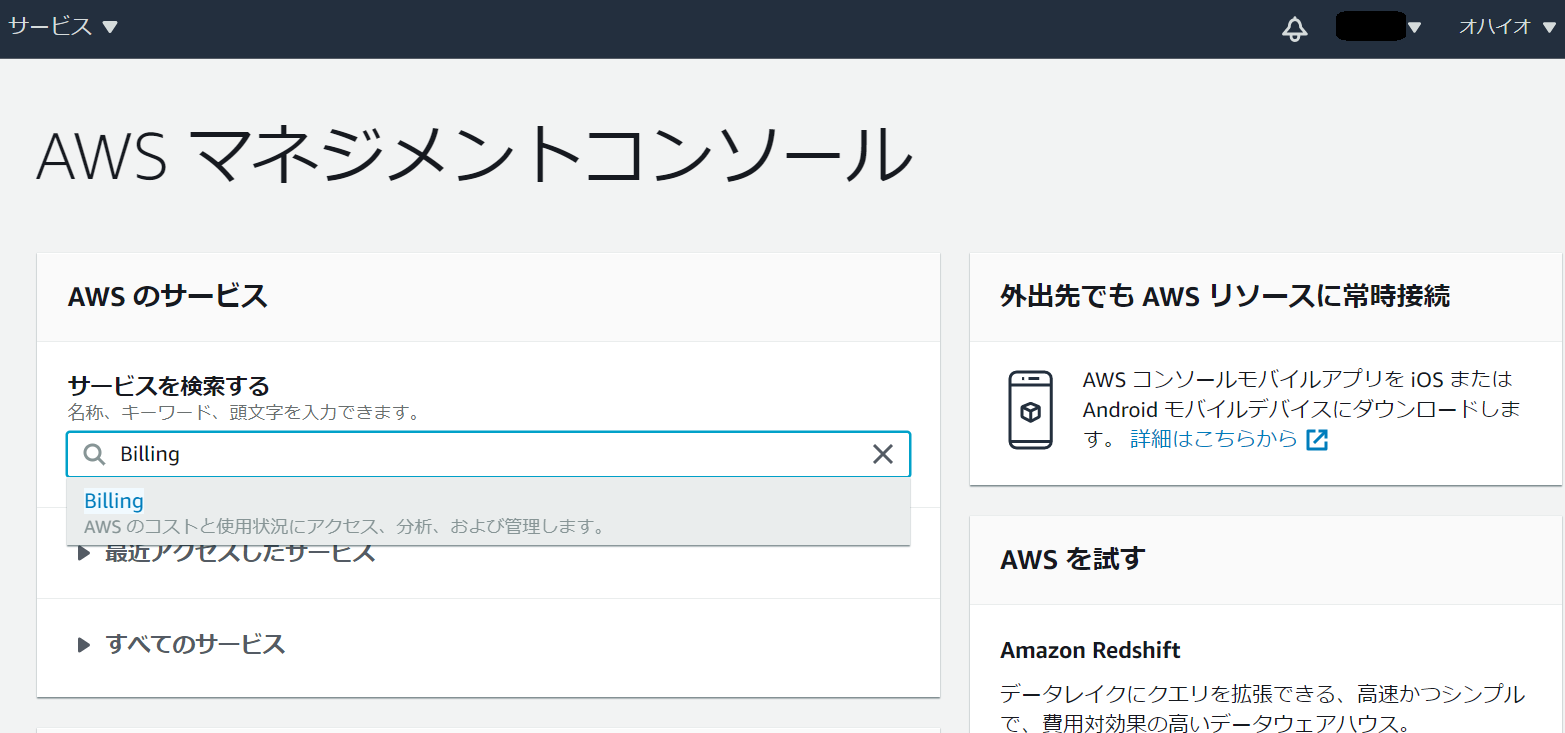 サービス
オハイオ
AWS マネジメントコンソール
AWS のサービス
サービスを検索する
名称、キーワード、頭文字を入力できます。
Billing
Billing
AWS のコストと使用状況にアクセス、分析、および管理します。
最近アクセスしたサービス
すべてのサービス
外出先でも AWS リソースに常時接続
AWS コンソールモバイルアプリを iOS または
Android モバイルデバイスにダウンロードしま
す。 詳細はこちらから
AWS を試す
Amazon Redshift
データレイクにクエリを拡張できる、高速かつシンプル
で、費用対効果の高いデータウェアハウス。